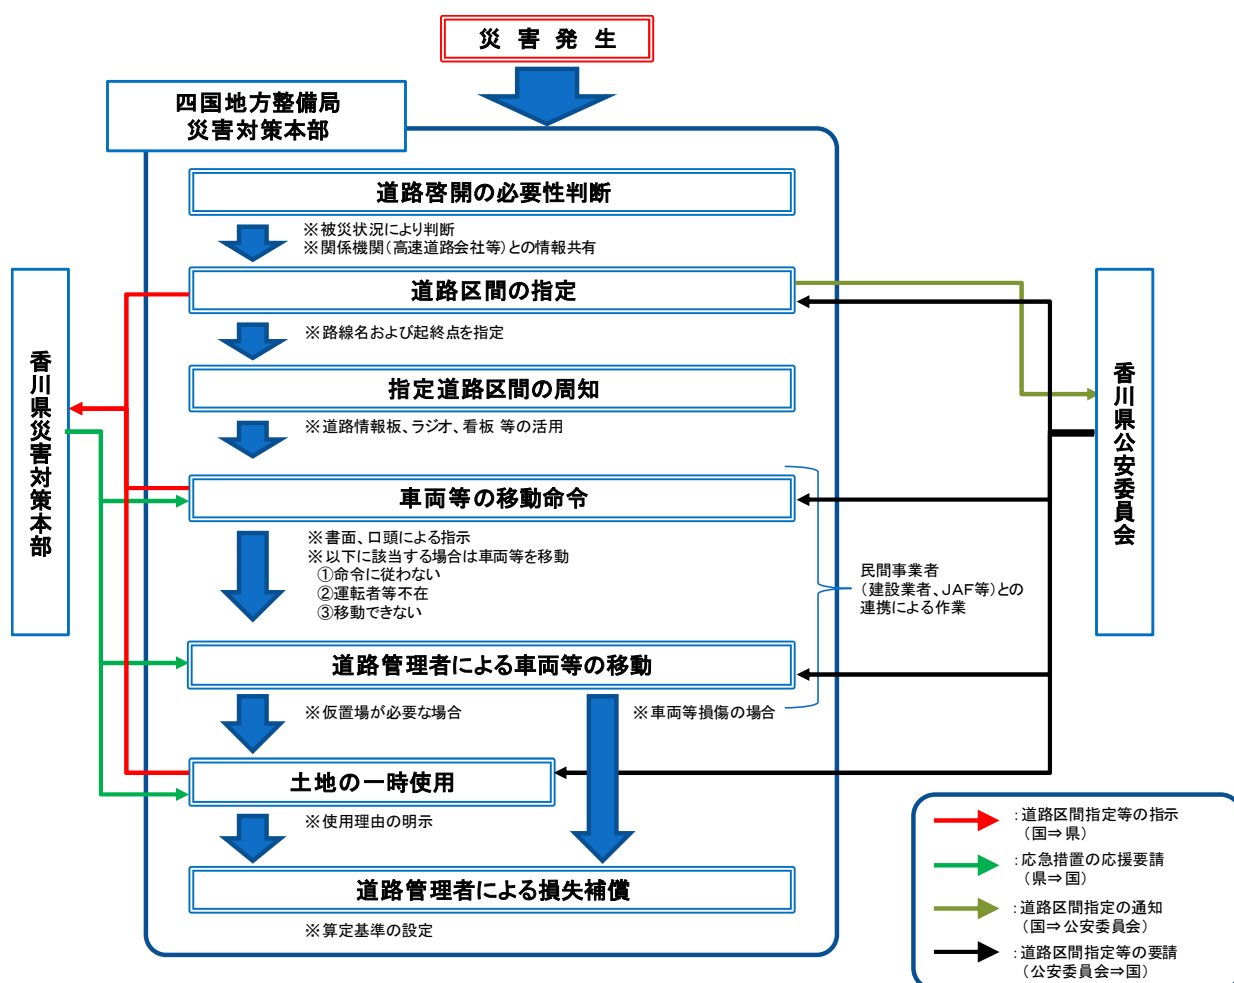 災害発生
四国地方整備局
災害対策本部
道路啓開の必要性判断
※被災状況により判断
※関係機関(高速道路会社等)との情報共有
道路区間の指定
※路線名および起終点を指定
指定道路区間の周知
※道路情報板、ラジオ、看板 等の活用
車両等の移動命令
※書面、口頭による指示
※以下に該当する場合は車両等を移動
①命令に従わない
②運転者等不在
③移動できない
民間事業者
(建設業者、JAF等)との
連携による作業
道路管理者による車両等の移動
※仮置場が必要な場合
※車両等損傷の場合
土地の一時使用
※使用理由の明示
道路管理者による損失補償
※算定基準の設定
香川県災害対策本部
香川県公安委員会
:道路区間指定等の指示
(国⇒県)
:応急措置の応援要請
(県⇒国)
:道路区間指定の通知
(国⇒公安委員会)
:道路区間指定等の要請
(公安委員会⇒国)